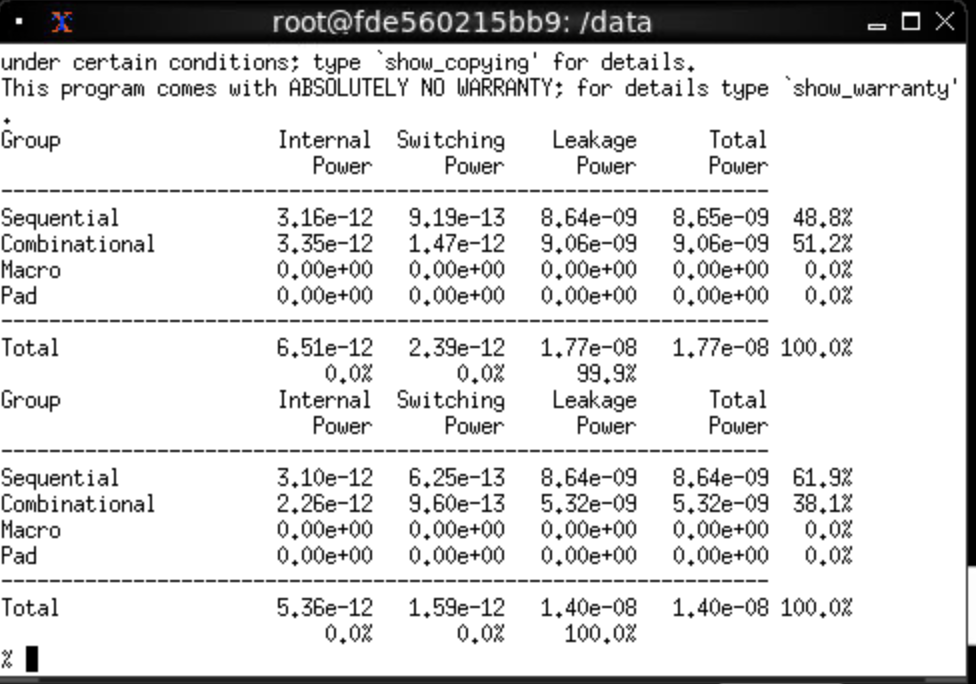 root@fde560215bb9: /data
under certain conditions; type `show_copying' for details.
This program comes with ABSOLUTELY NO WARRANTY; for details type `show_warranty'
.
Group                  Internal  Switching    Leakage      Total
                          Power      Power      Power      Power
----------------------------------------------------------------
Sequential             3.16e-12   9.19e-13   8.64e-09   8.65e-09  48.8%
Combinational          3.35e-12   1.47e-12   9.06e-09   9.06e-09  51.2%
Macro                  0.00e+00   0.00e+00   0.00e+00   0.00e+00   0.0%
Pad                    0.00e+00   0.00e+00   0.00e+00   0.00e+00   0.0%
----------------------------------------------------------------
Total                  6.51e-12   2.39e-12   1.77e-08   1.77e-08 100.0%
                           0.0%       0.0%      99.9%
Group                  Internal  Switching    Leakage      Total
                          Power      Power      Power      Power
----------------------------------------------------------------
Sequential             3.10e-12   6.25e-13   8.64e-09   8.64e-09  61.9%
Combinational          2.26e-12   9.60e-13   5.32e-09   5.32e-09  38.1%
Macro                  0.00e+00   0.00e+00   0.00e+00   0.00e+00   0.0%
Pad                    0.00e+00   0.00e+00   0.00e+00   0.00e+00   0.0%
----------------------------------------------------------------
Total                  5.36e-12   1.59e-12   1.40e-08   1.40e-08 100.0%
                           0.0%       0.0%     100.0%
%